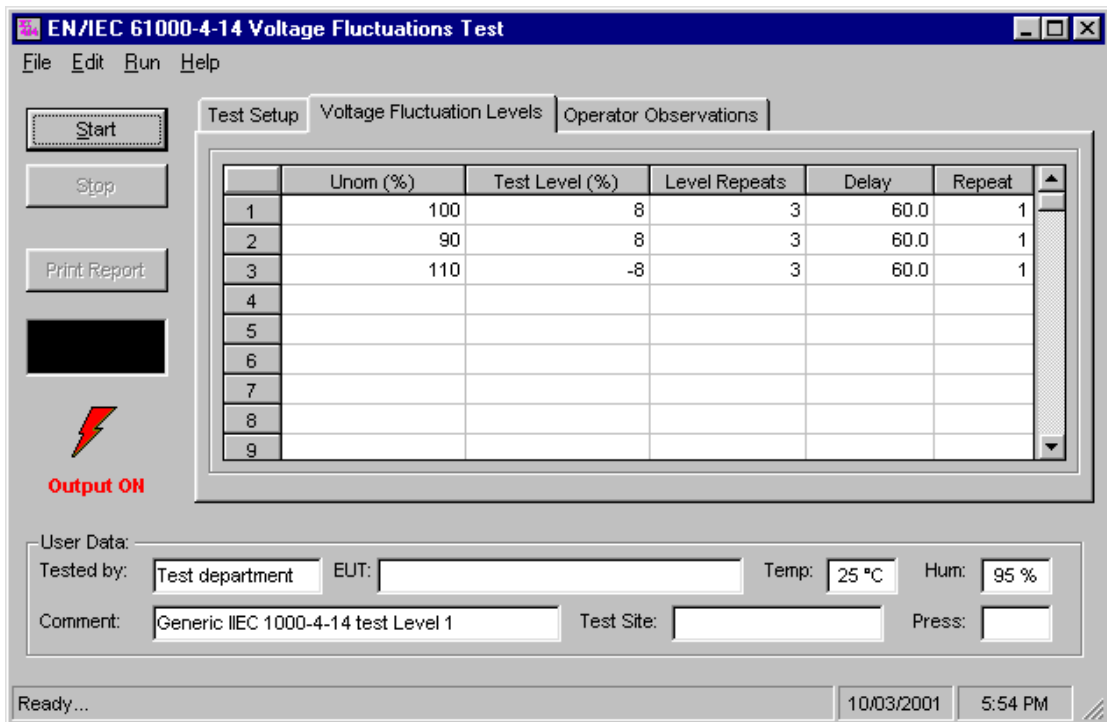 EN/IEC 61000-4-14 Voltage Fluctuations Test
File Edit Run Help
Start
Stop
Print Report
Output ON
Test Setup Voltage Fluctuation Levels Operator Observations
Unom (%) Test Level (%) Level Repeats Delay Repeat
1 100 8 3 60.0 1
2 90 8 3 60.0 1
3 110 -8 3 60.0 1
4
5
6
7
8
9
User Data:
Tested by: Test department EUT: Temp: 25 °C Hum: 95 %
Comment: Generic IIEC 1000-4-14 test Level 1 Test Site: Press:
Ready... 10/03/2001 5:54 PM